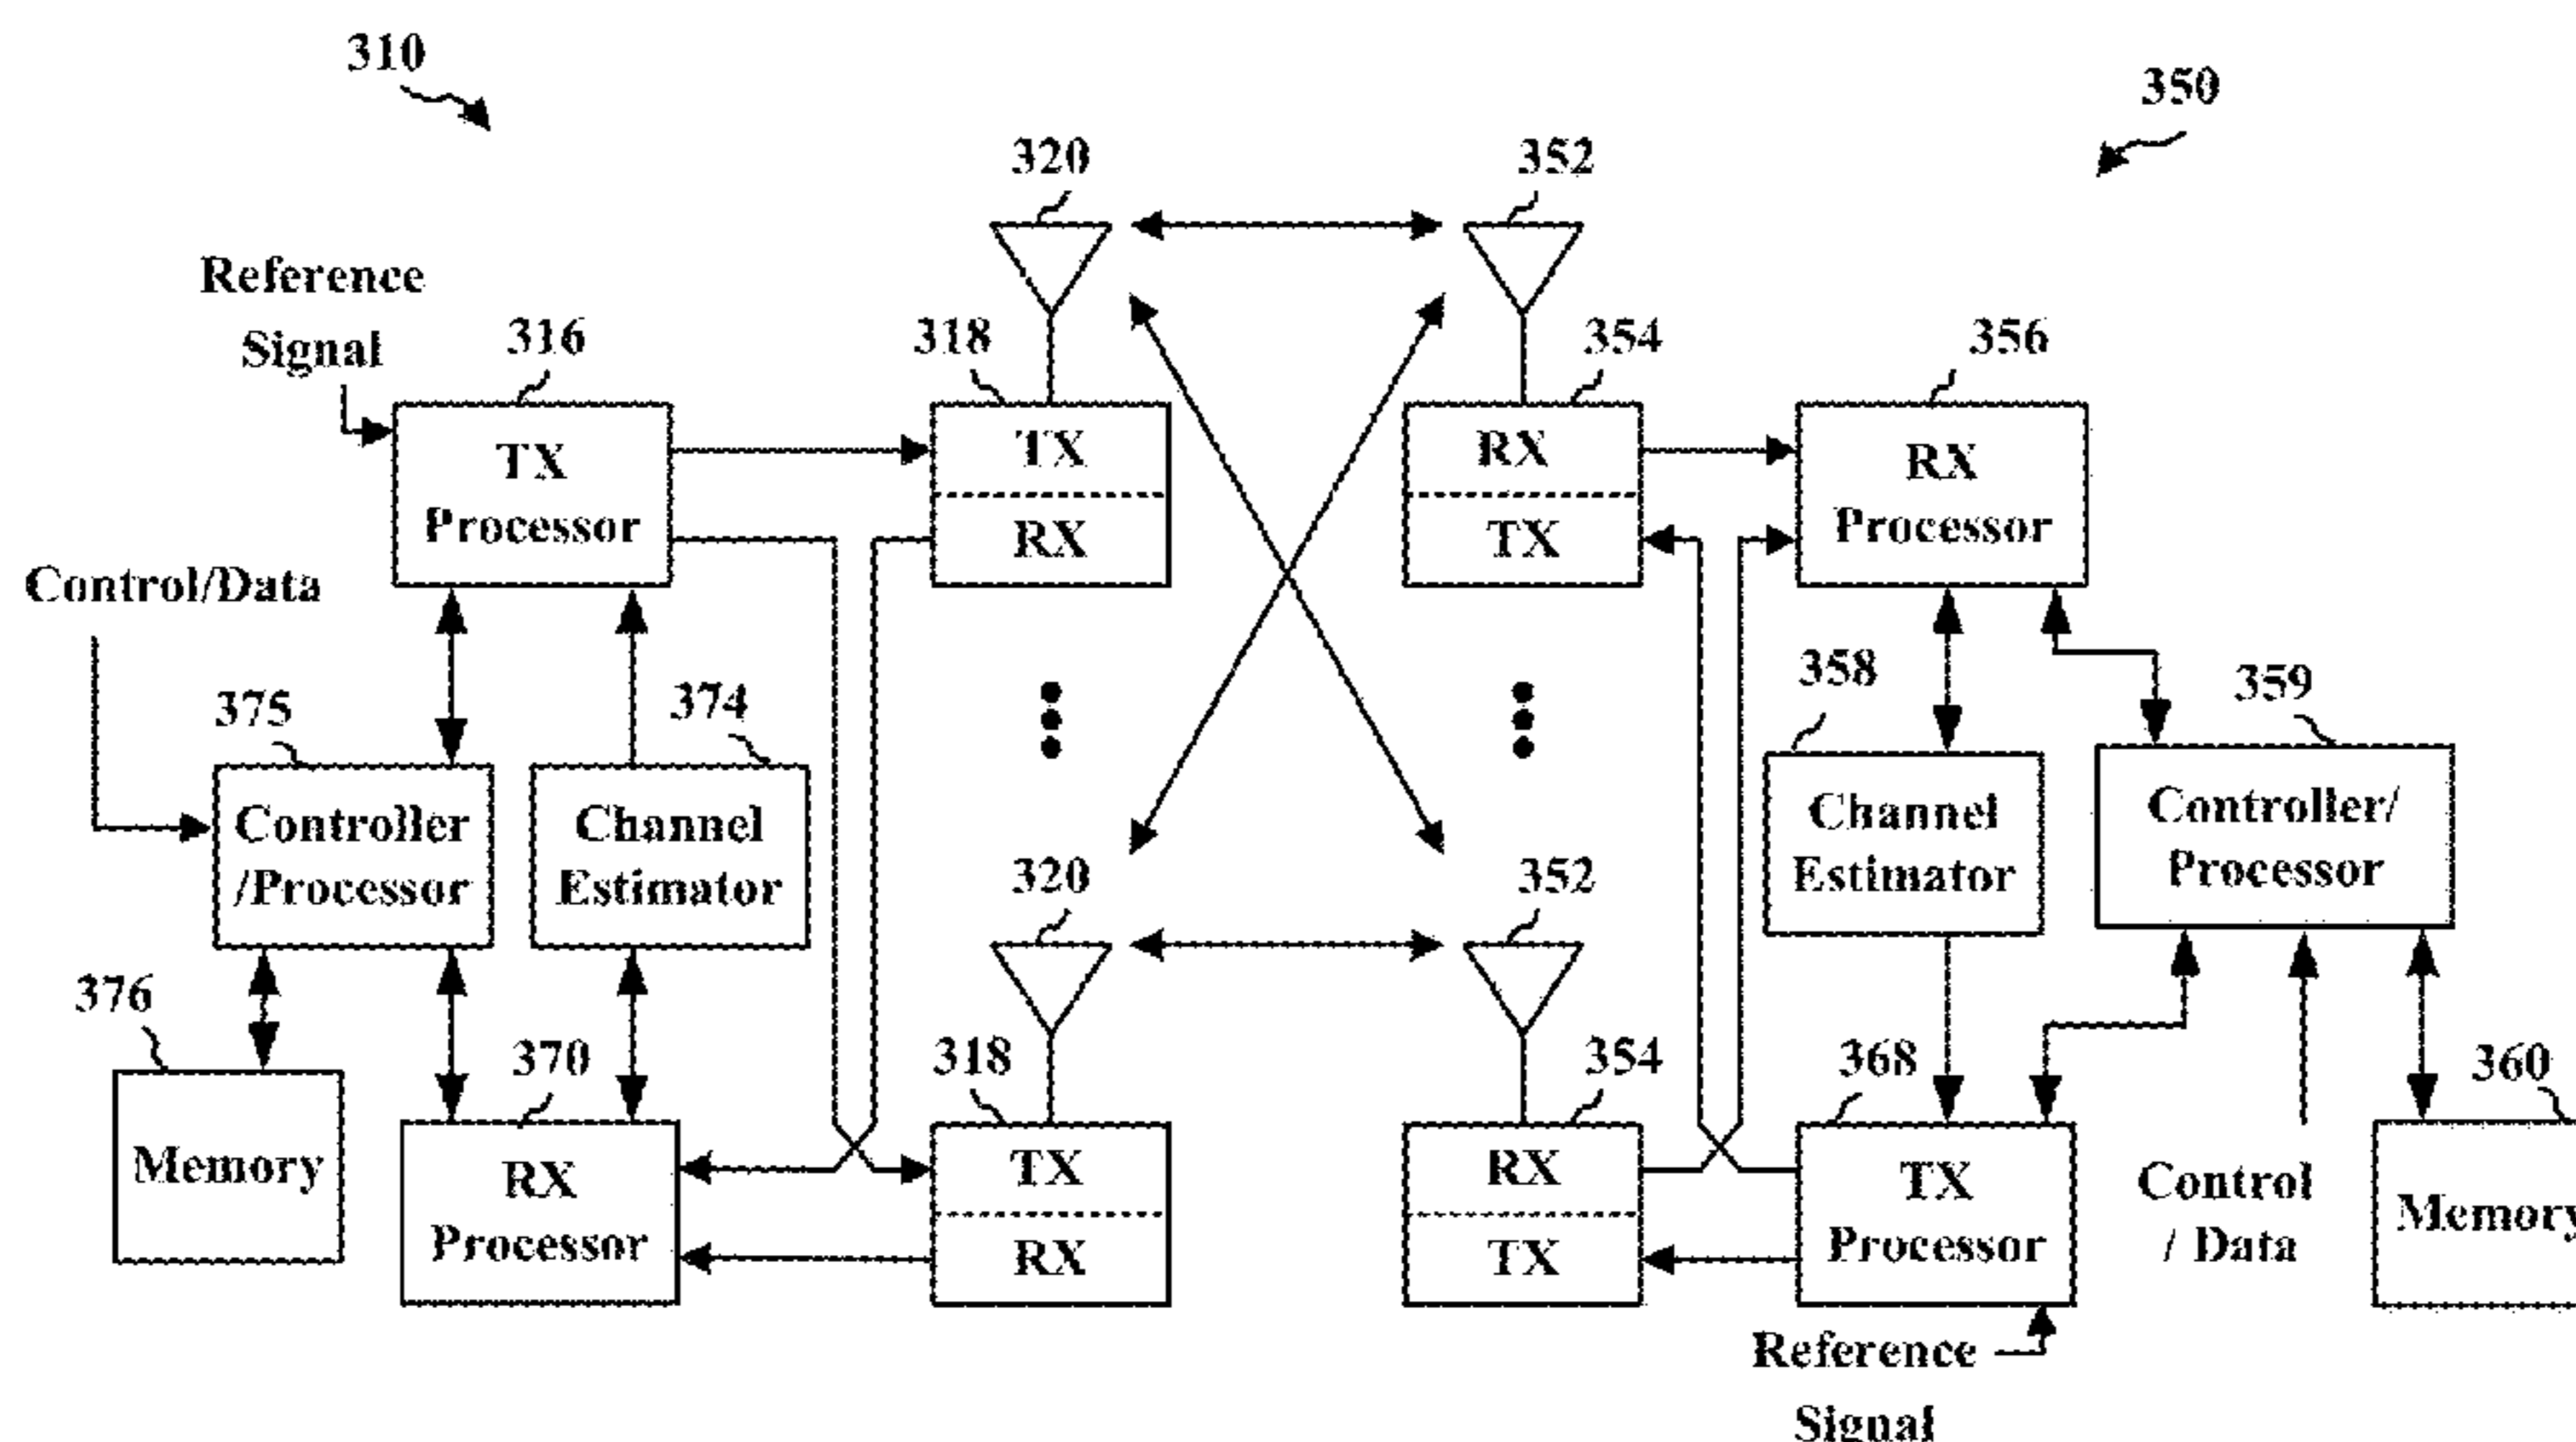 310
350
320
352
Reference
Signal
316
318
354
356
TX
Processor
TX
RX
RX
TX
RX
Processor
Control/Data
375
374
358
359
Controller
/Processor
Channel
Estimator
Channel
Estimator
Controller/
Processor
320
352
376
370
318
354
368
360
Memory
RX
Processor
TX
RX
RX
TX
TX
Processor
Control
/ Data
Memory
Reference
Signal